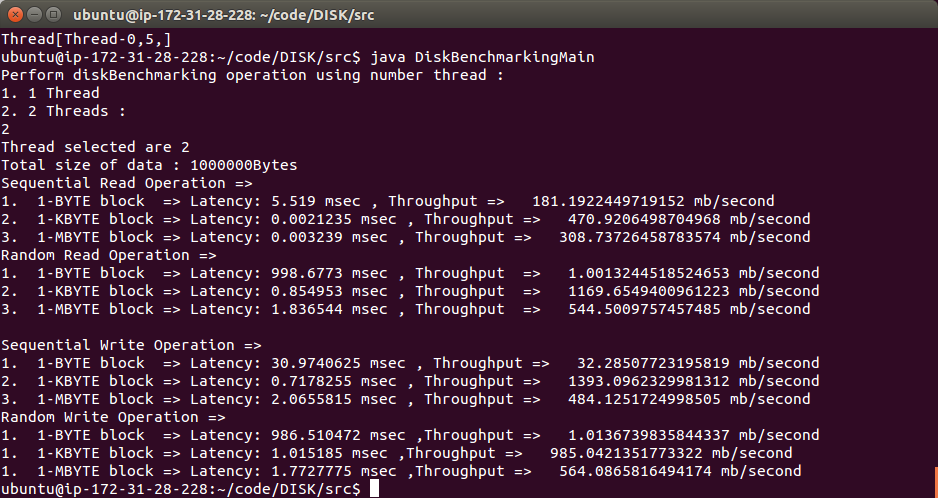 ubuntu@ip-172-31-28-228: ~/code/DISK/src
Thread[Thread-0,5,]
ubuntu@ip-172-31-28-228:~/code/DISK/src$ java DiskBenchmarkingMain
Perform diskBenchmarking operation using number thread :
1. 1 Thread
2. 2 Threads :
2
Thread selected are 2
Total size of data : 1000000Bytes
Sequential Read Operation =>
1.  1-BYTE block  => Latency: 5.519 msec , Throughput =>   181.1922449719152 mb/second
2.  1-KBYTE block => Latency: 0.0021235 msec , Throughput =>   470.9206498704968 mb/second
3.  1-MBYTE block => Latency: 0.003239 msec , Throughput =>   308.73726458783574 mb/second
Random Read Operation =>
1.  1-BYTE block  => Latency: 998.6773 msec , Throughput  =>   1.0013244518524653 mb/second
2.  1-KBYTE block => Latency: 0.854953 msec , Throughput  =>   1169.6549400961223 mb/second
3.  1-MBYTE block => Latency: 1.836544 msec , Throughput  =>   544.5009757457485 mb/second
Sequential Write Operation =>
1.  1-BYTE block  => Latency: 30.9740625 msec , Throughput =>    32.28507723195819 mb/second
2.  1-KBYTE block => Latency: 0.7178255 msec , Throughput =>   1393.0962329981312 mb/second
3.  1-MBYTE block => Latency: 2.0655815 msec , Throughput =>   484.1251724998505 mb/second
Random Write Operation =>
1.  1-BYTE block  => Latency: 986.510472 msec ,Throughput =>   1.0136739835844337 mb/second
1.  1-KBYTE block => Latency: 1.015185 msec ,Throughput =>   985.0421351773322 mb/second
1.  1-MBYTE block => Latency: 1.7727775 msec ,Throughput =>   564.0865816494174 mb/second
ubuntu@ip-172-31-28-228:~/code/DISK/src$